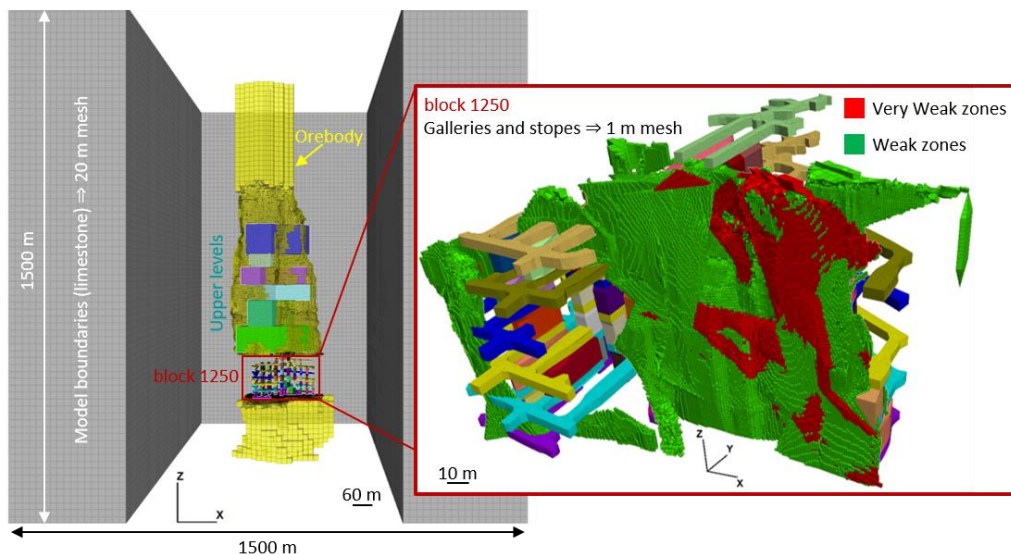 1500 m
Model boundaries (limestone) ⇒ 20 m mesh
Orebody
Upper levels
block 1250
Z
X
60 m
1500 m
block 1250
Galleries and stopes ⇒ 1 m mesh
Very Weak zones
Weak zones
10 m
Z
Y
X